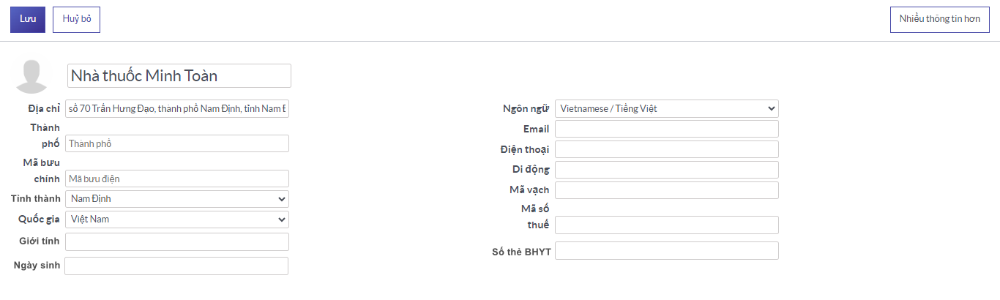 Lưu
Huỷ bỏ
Nhiều thông tin hơn
Nhà thuốc Minh Toàn
Địa chỉ
số 70 Trần Hưng Đạo, thành phố Nam Định, tỉnh Nam Đ
Thành
phố
Thành phố
Mã bưu
chính
Mã bưu điện
Tỉnh thành
Nam Định
Quốc gia
Việt Nam
Giới tính
Ngày sinh
Ngôn ngữ
Vietnamese / Tiếng Việt
Email
Điện thoại
Di động
Mã vạch
Mã số
thuế
Số thẻ BHYT